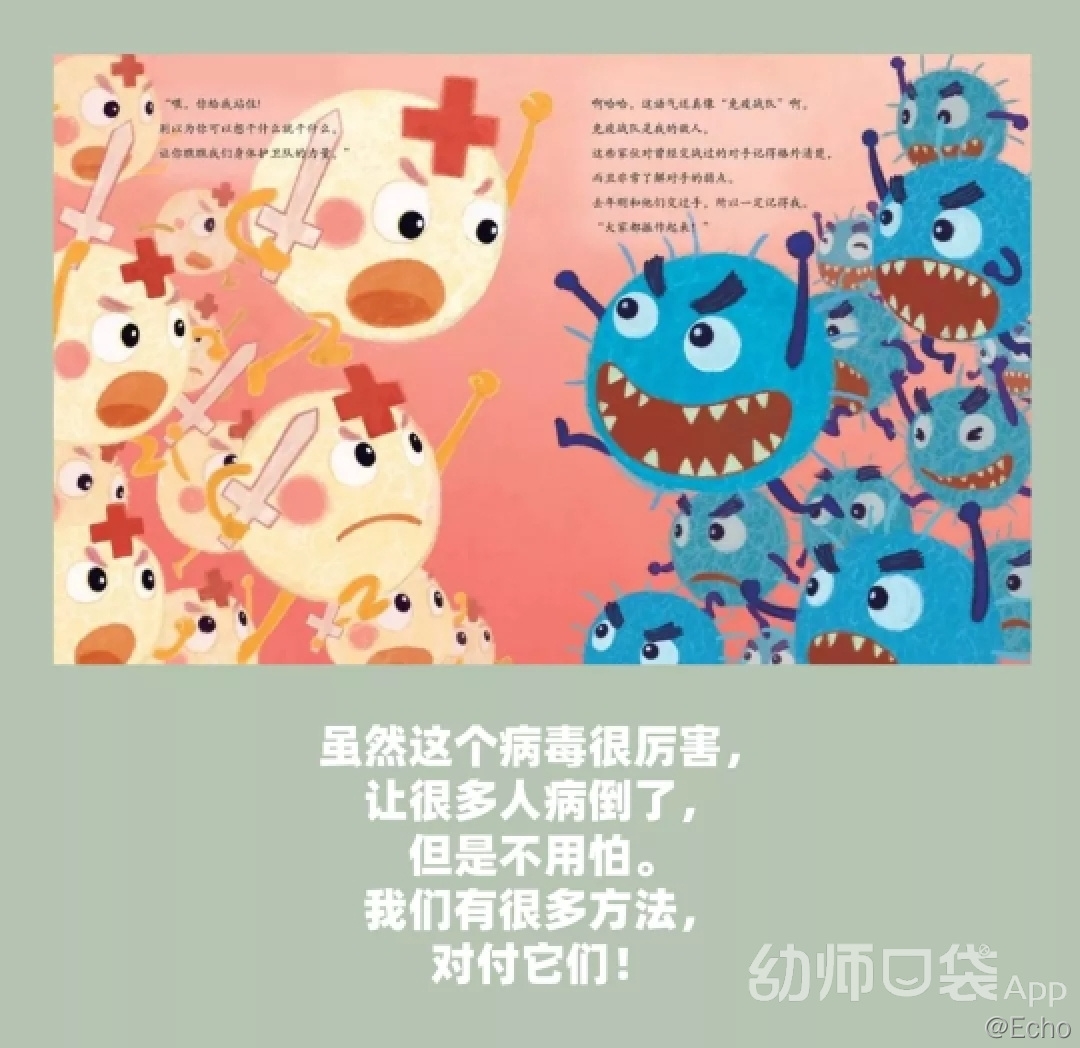 “喂，你给我站住！
别以为你可以想干什么就干什么。
让你瞧瞧我们身体护卫队的力量。”
啊哈哈，这语气还真像“免疫战队”啊。
免疫战队是我的敌人。
这些家伙对曾经交战过的对手记得格外清楚，
而且非常了解对手的弱点。
去年刚和他们交过手，所以一定记得我。
“大家都振作起来！”
虽然这个病毒很厉害，
让很多人病倒了，
但是不用怕。
我们有很多方法，
对付它们！
幼师口袋App
@Echo